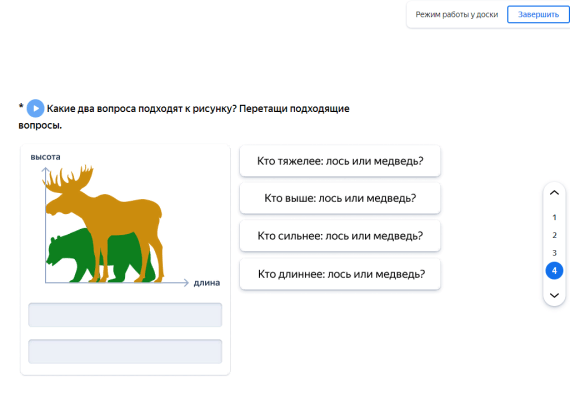 Режим работы у доски
Завершить
* Какие два вопроса подходят к рисунку? Перетащи подходящие
вопросы.
высота
длина
Кто тяжелее: лось или медведь?
Кто выше: лось или медведь?
Кто сильнее: лось или медведь?
Кто длиннее: лось или медведь?
1
2
3
4